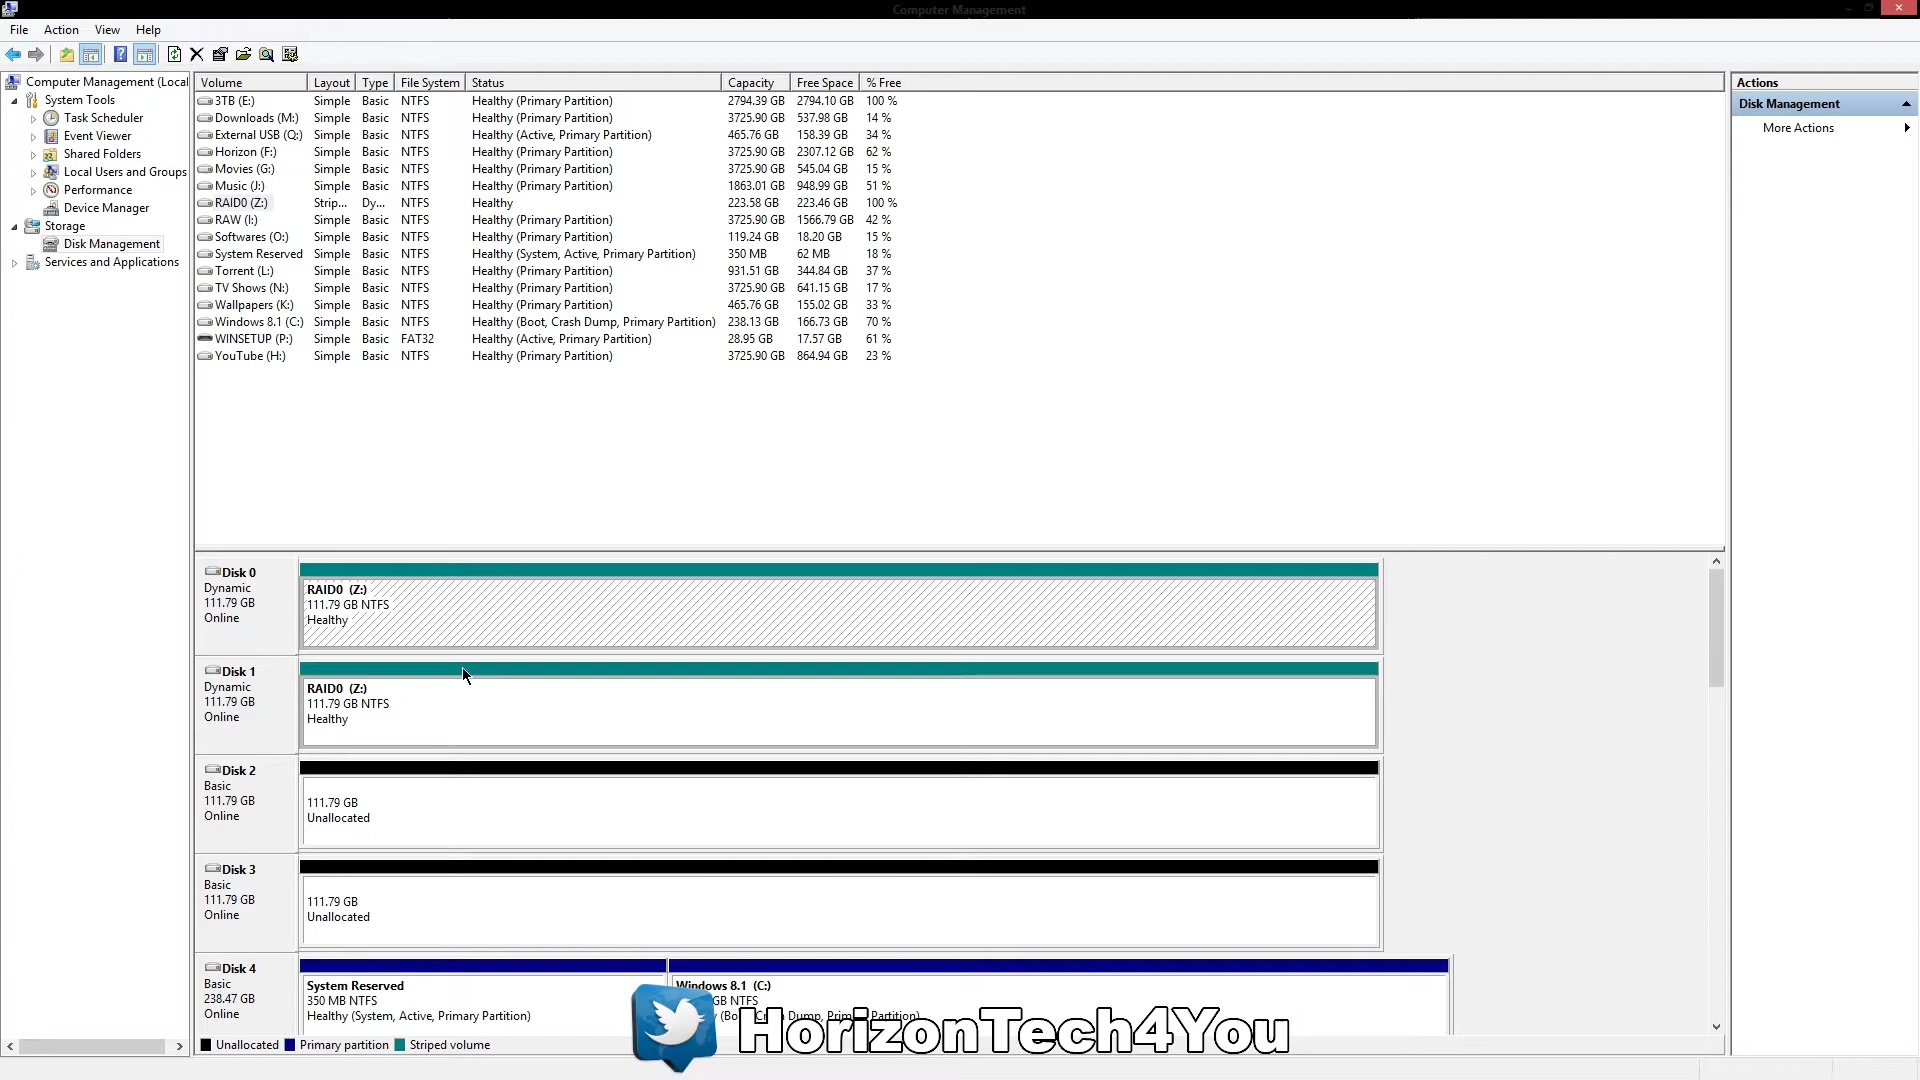 Computer Management
File Action View Help
Computer Management (Local
System Tools
Task Scheduler
Event Viewer
Shared Folders
Local Users and Groups
Performance
Device Manager
Storage
Disk Management
Services and Applications
Volume Layout Type File System Status Capacity Free Space % Free
3TB (E:) Simple Basic NTFS Healthy (Primary Partition) 2794.39 GB 2794.10 GB 100 %
Downloads (M:) Simple Basic NTFS Healthy (Primary Partition) 3725.90 GB 537.98 GB 14 %
External USB (Q:) Simple Basic NTFS Healthy (Active, Primary Partition) 465.76 GB 158.39 GB 34 %
Horizon (F:) Simple Basic NTFS Healthy (Primary Partition) 3725.90 GB 2307.12 GB 62 %
Movies (G:) Simple Basic NTFS Healthy (Primary Partition) 3725.90 GB 545.04 GB 15 %
Music (J:) Simple Basic NTFS Healthy (Primary Partition) 1863.01 GB 948.99 GB 51 %
RAID0 (Z:) Strip... Dy... NTFS Healthy 223.58 GB 223.46 GB 100 %
RAW (I:) Simple Basic NTFS Healthy (Primary Partition) 3725.90 GB 1566.79 GB 42 %
Softwares (O:) Simple Basic NTFS Healthy (Primary Partition) 119.24 GB 18.20 GB 15 %
System Reserved Simple Basic NTFS Healthy (System, Active, Primary Partition) 350 MB 62 MB 18 %
Torrent (L:) Simple Basic NTFS Healthy (Primary Partition) 931.51 GB 344.84 GB 37 %
TV Shows (N:) Simple Basic NTFS Healthy (Primary Partition) 3725.90 GB 641.15 GB 17 %
Wallpapers (K:) Simple Basic NTFS Healthy (Primary Partition) 465.76 GB 155.02 GB 33 %
Windows 8.1 (C:) Simple Basic NTFS Healthy (Boot, Crash Dump, Primary Partition) 238.13 GB 166.73 GB 70 %
WINSETUP (P:) Simple Basic FAT32 Healthy (Active, Primary Partition) 28.95 GB 17.57 GB 61 %
YouTube (H:) Simple Basic NTFS Healthy (Primary Partition) 3725.90 GB 864.94 GB 23 %
Actions
Disk Management
More Actions
Disk 0
Dynamic
111.79 GB
Online
RAID0 (Z:)
111.79 GB NTFS
Healthy
Disk 1
Dynamic
111.79 GB
Online
RAID0 (Z:)
111.79 GB NTFS
Healthy
Disk 2
Basic
111.79 GB
Online
111.79 GB
Unallocated
Disk 3
Basic
111.79 GB
Online
111.79 GB
Unallocated
Disk 4
Basic
238.47 GB
Online
System Reserved
350 MB NTFS
Healthy (System, Active, Primary Partition)
Windows 8.1 (C:)
GB NTFS
Dump, Primary Partition)
HorizonTech4You
Unallocated Primary partition Striped volume